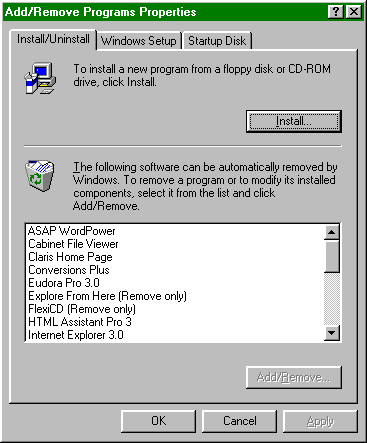 Add/Remove Programs Properties
Install/Uninstall Windows Setup Startup Disk
To install a new program from a floppy disk or CD-ROM
drive, click Install.
Install...
The following software can be automatically removed by
Windows. To remove a program or to modify its installed
components, select it from the list and click
Add/Remove.
ASAP WordPower
Cabinet File Viewer
Claris Home Page
Conversions Plus
Eudora Pro 3.0
Explore From Here (Remove only)
FlexiCD (Remove only)
HTML Assistant Pro 3
Internet Explorer 3.0
Add/Remove...
OK Cancel Apply